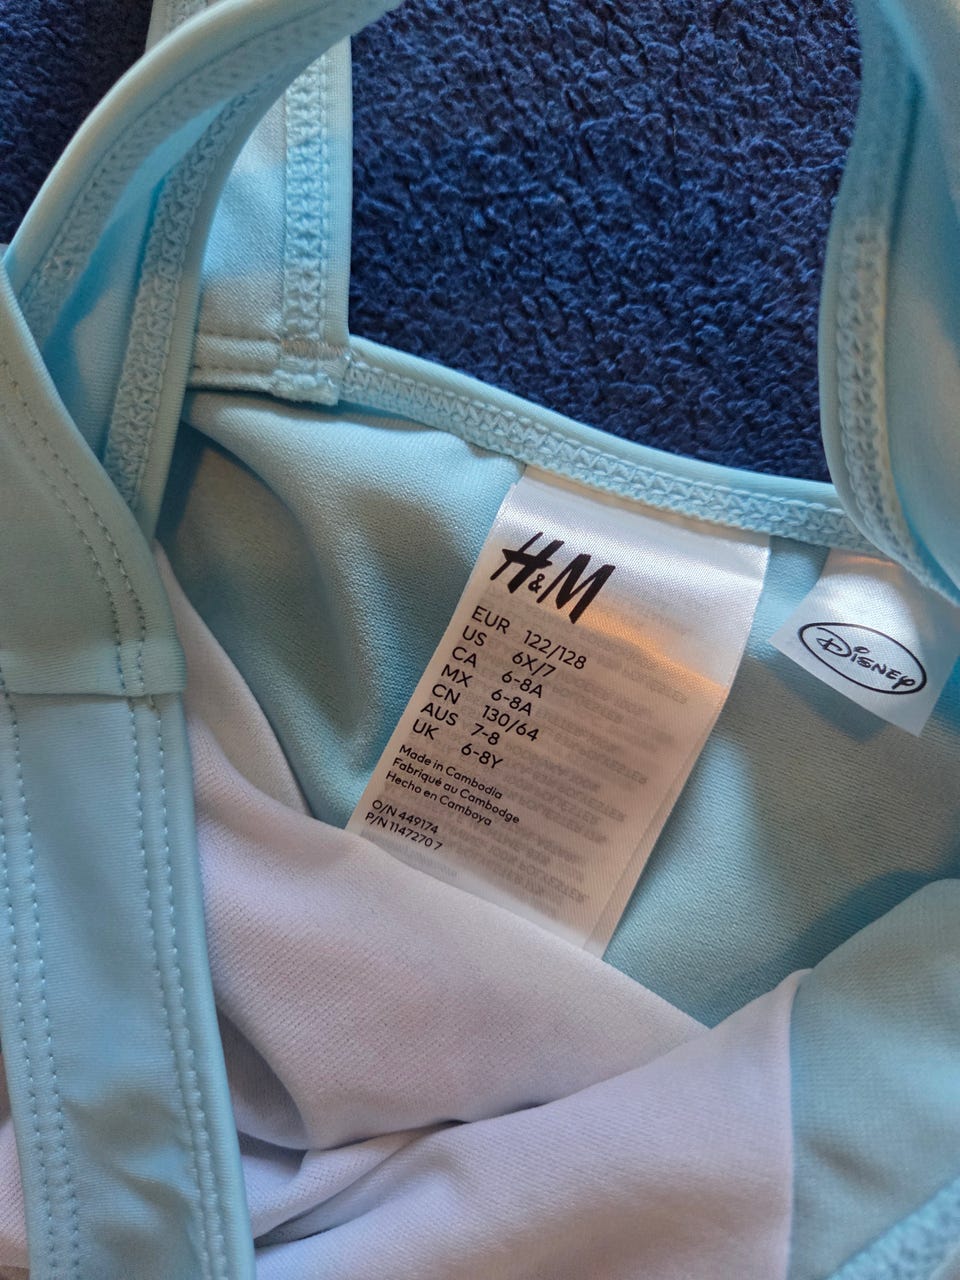 H&M
EUR 122/128
US 6X/7
CA 6-8A
MX 6-8A
CN 130/64
AUS 7-8
UK 6-8Y
Made in Cambodia
Fabriqué au Cambodge
Hecho en Camboya
O/N 449174
P/N 1147270 7
Disney